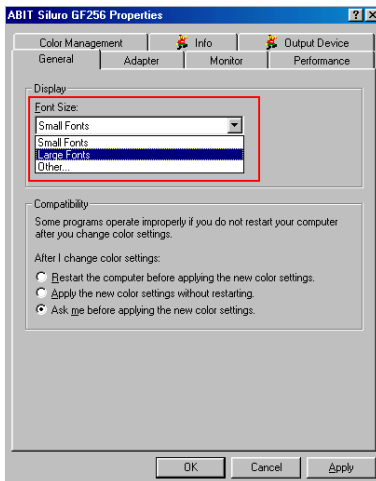 ABIT Siluro GF256 Properties
Color Management Info Output Device
General Adapter Monitor Performance
Display
Font Size:
Small Fonts
Small Fonts
Large Fonts
Other...
Compatibility
Some programs operate improperly if you do not restart your computer
after you change color settings.
After I change color settings:
Restart the computer before applying the new color settings.
Apply the new color settings without restarting.
Ask me before applying the new color settings.
OK Cancel Apply